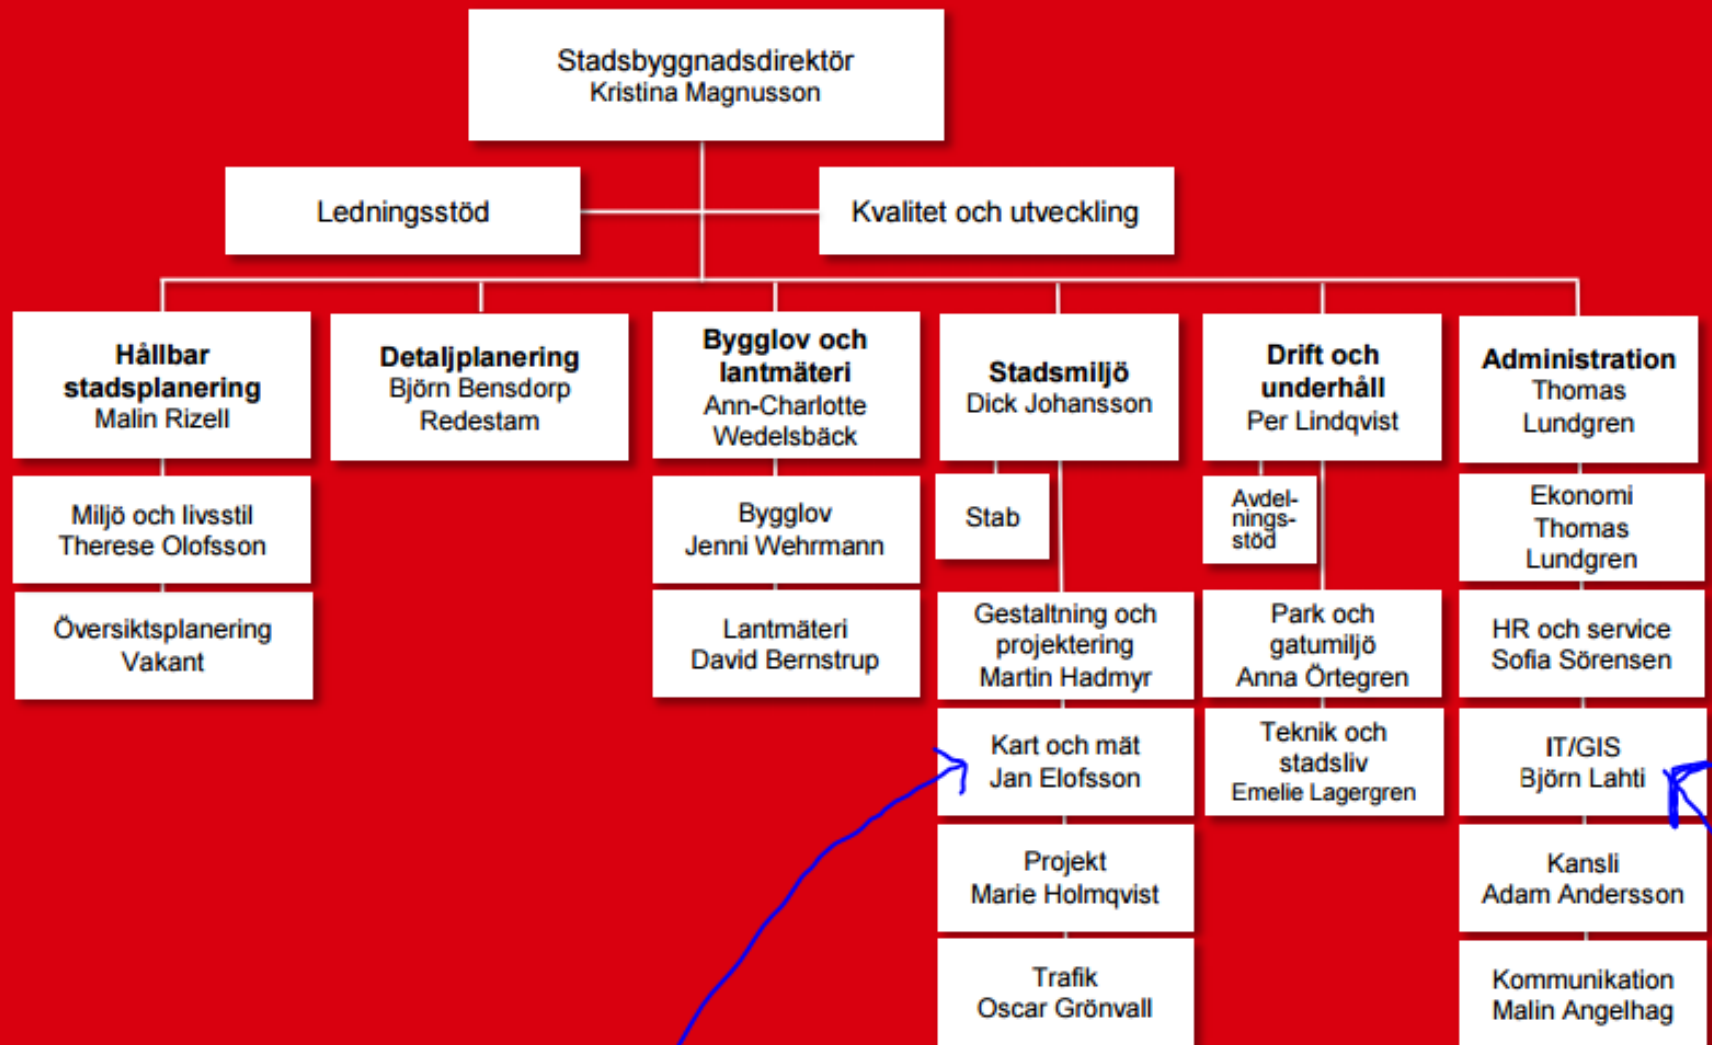 Stadsbyggnadsdirektör
Kristina Magnusson
Ledningsstöd
Kvalitet och utveckling
Hållbar
stadsplanering
Malin Rizell
Miljö och livsstil
Therese Olofsson
Översiktsplanering
Vakant
Detaljplanering
Björn Bensdorp
Redestam
Bygglov och
lantmäteri
Ann-Charlotte
Wedelsbäck
Bygglov
Jenni Wehrmann
Lantmäteri
David Bernstrup
Stadsmiljö
Dick Johansson
Stab
Gestaltning och
projektering
Martin Hadmyr
Kart och mät
Jan Elofsson
Projekt
Marie Holmqvist
Trafik
Oscar Grönvall
Drift och
underhåll
Per Lindqvist
Avdel-
nings-
stöd
Park och
gatumiljö
Anna Örtegren
Teknik och
stadsliv
Emelie Lagergren
Administration
Thomas
Lundgren
Ekonomi
Thomas
Lundgren
HR och service
Sofia Sörensen
IT/GIS
Björn Lahti
Kansli
Adam Andersson
Kommunikation
Malin Angelhag